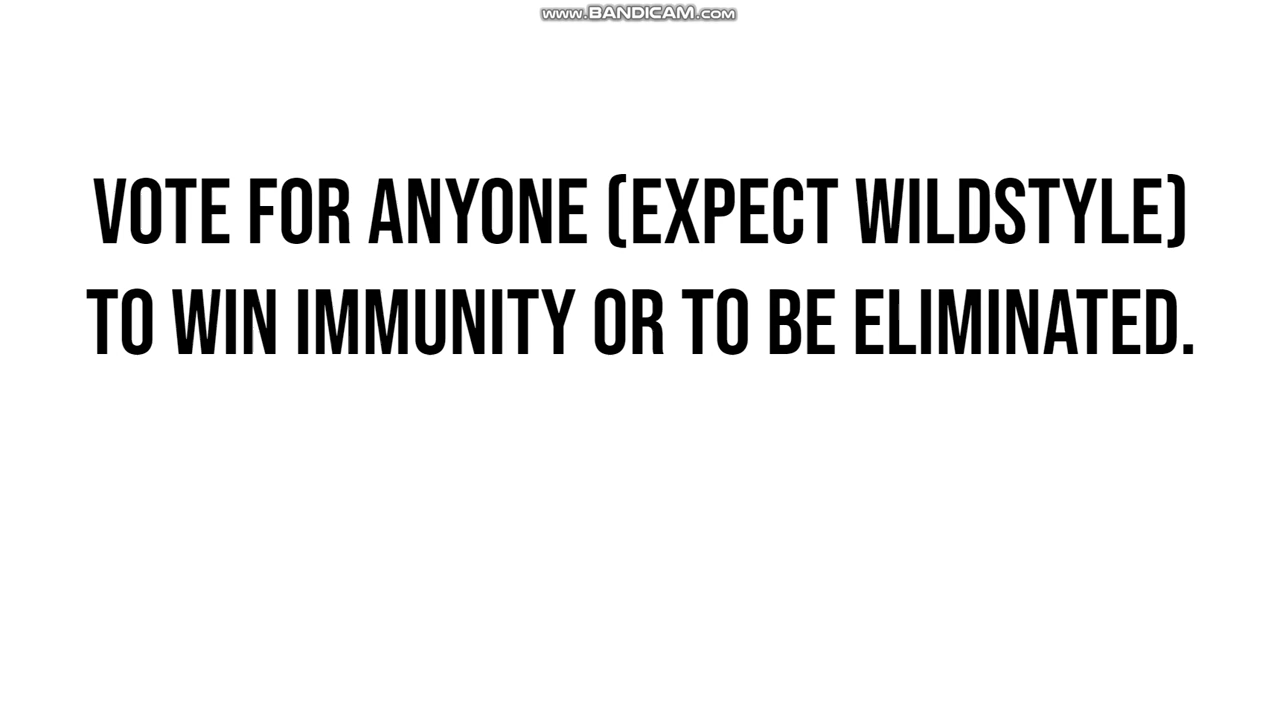 www.BANDICAM.com
VOTE FOR ANYONE (EXPECT WILDSTYLE)
TO WIN IMMUNITY OR TO BE ELIMINATED.